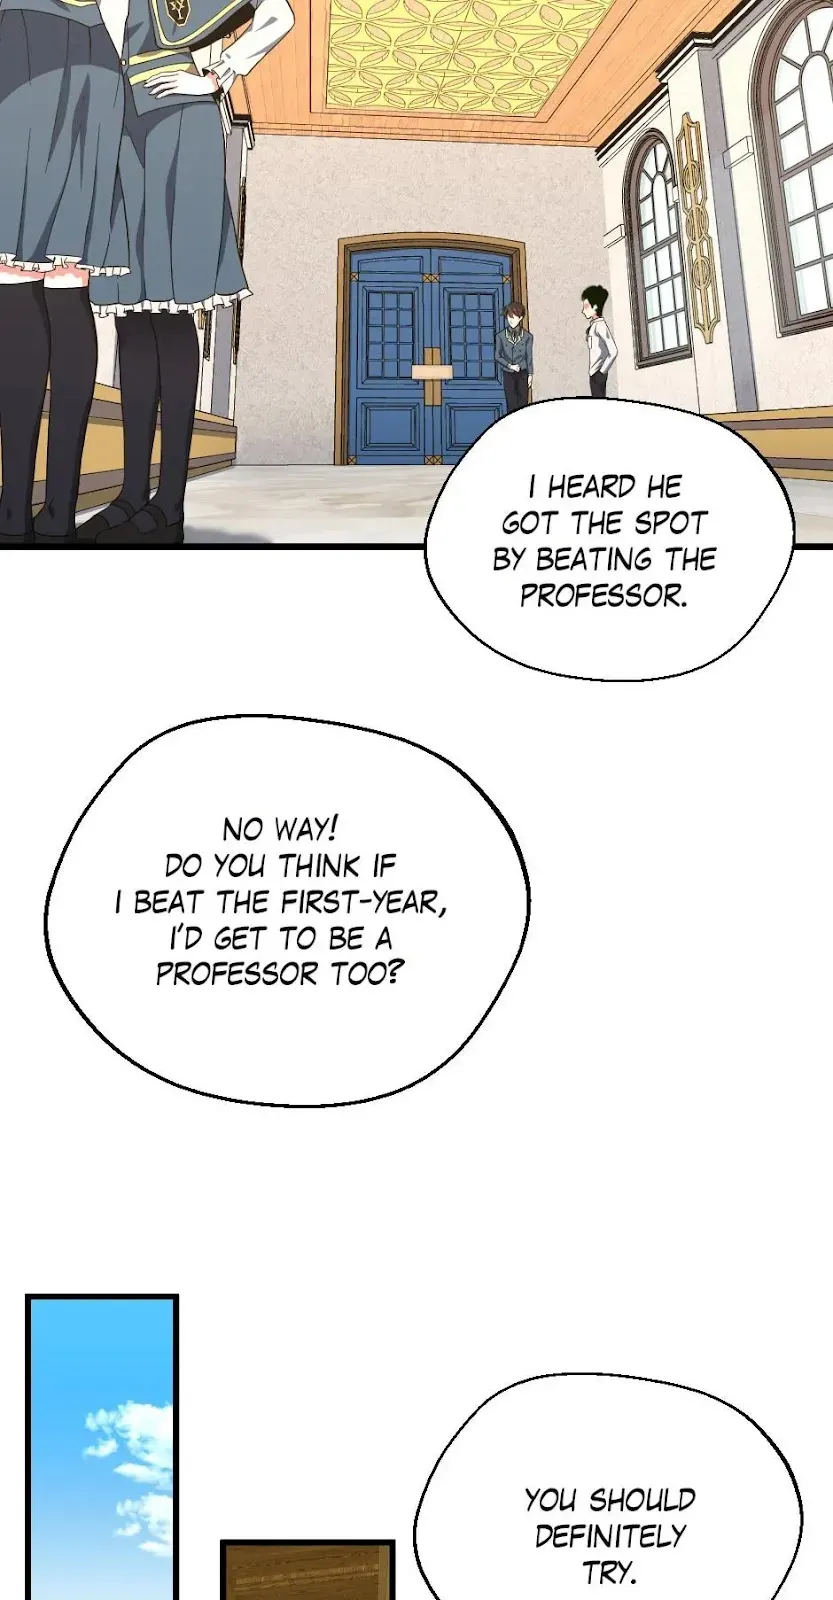 I HEARD HE
GOT THE SPOT
BY BEATING THE
PROFESSOR.
NO WAY!
DO YOU THINK IF
I BEAT THE FIRST-YEAR,
I'D GET TO BE A
PROFESSOR TOO?
YOU SHOULD
DEFINITELY
TRY.